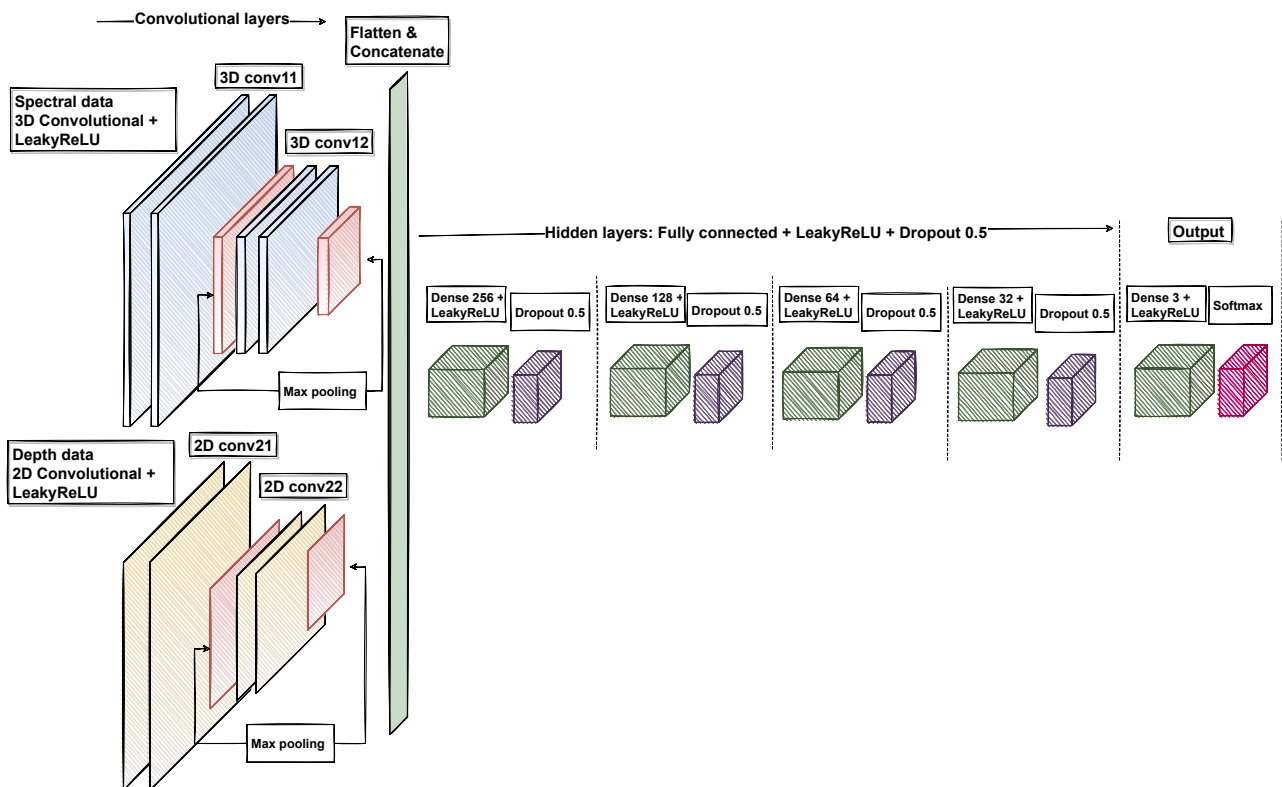 Convolutional layers
Flatten &
Concatenate
3D conv11
Spectral data
3D Convolutional +
LeakyReLU
3D conv12
Max pooling
Depth data
2D Convolutional +
LeakyReLU
2D conv21
2D conv22
Max pooling
Hidden layers: Fully connected + LeakyReLU + Dropout 0.5
Output
Dense 256 +
LeakyReLU
Dropout 0.5
Dense 128 +
LeakyReLU
Dropout 0.5
Dense 64 +
LeakyReLU
Dropout 0.5
Dense 32 +
LeakyReLU
Dropout 0.5
Dense 3 +
LeakyReLU
Softmax